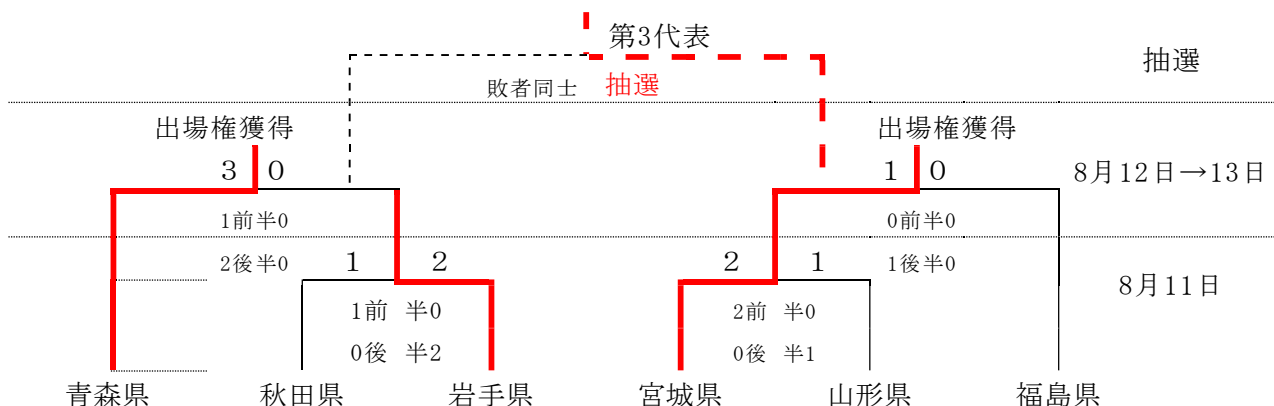 第3代表
抽選
敗者同士 抽選
出場権獲得 出場権獲得
3 0 1 0 8月12日→13日
1前半0 0前半0
2後半0 1 2 2 1 1後半0
8月11日
1前 半0 2前 半0
0後 半2 0後 半1
青森県 秋田県 岩手県 宮城県 山形県 福島県